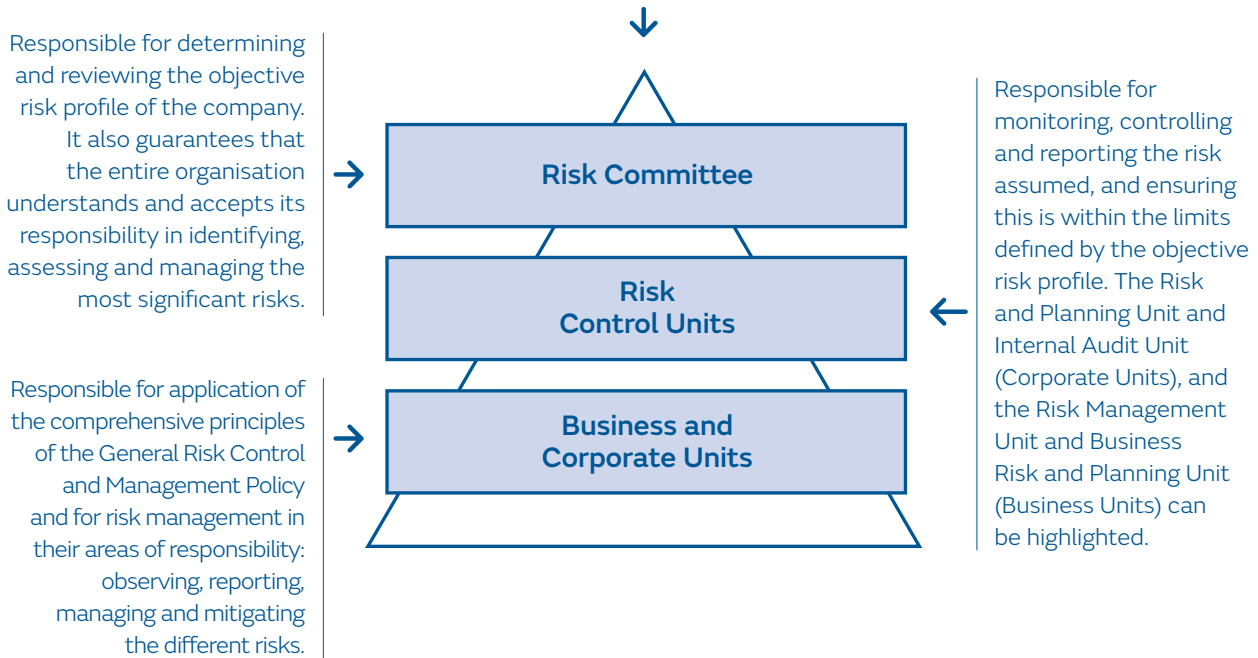 Responsible for determining
and reviewing the objective
risk profile of the company.
It also guarantees that
the entire organisation
understands and accepts its
responsibility in identifying,
assessing and managing the
most significant risks.
Risk Committee
Risk
Control Units
Responsible for
monitoring, controlling
and reporting the risk
assumed, and ensuring
this is within the limits
defined by the objective
risk profile. The Risk
and Planning Unit and
Internal Audit Unit
(Corporate Units), and
the Risk Management
Unit and Business
Risk and Planning Unit
(Business Units) can
be highlighted.
Responsible for application of
the comprehensive principles
of the General Risk Control
and Management Policy
and for risk management in
their areas of responsibility:
observing, reporting,
managing and mitigating
the different risks.
Business and
Corporate Units